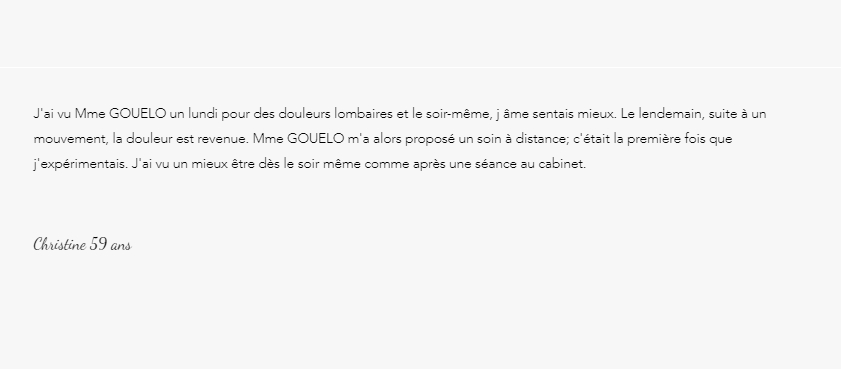 J'ai vu Mme GOUELO un lundi pour des douleurs lombaires et le soir-même, j âme sentais mieux. Le lendemain, suite à un
mouvement, la douleur est revenue. Mme GOUELO m'a alors proposé un soin à distance; c'était la première fois que
j'expérimentais. J'ai vu un mieux être dès le soir même comme après une séance au cabinet.
Christine 59 ans